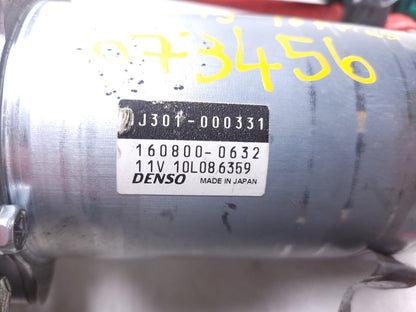 073456
J301-000331
160800-0632
11V 10L086359
DENSO MADE IN JAPAN